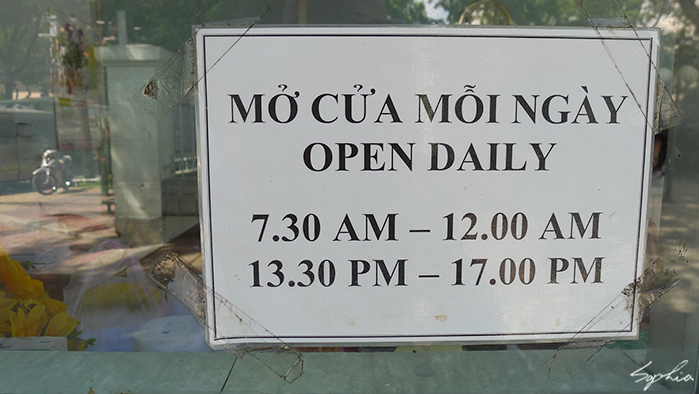 MỞ CỬA MỖI NGÀY
OPEN DAILY
7.30 AM – 12.00 AM
13.30 PM – 17.00 PM
Sophia